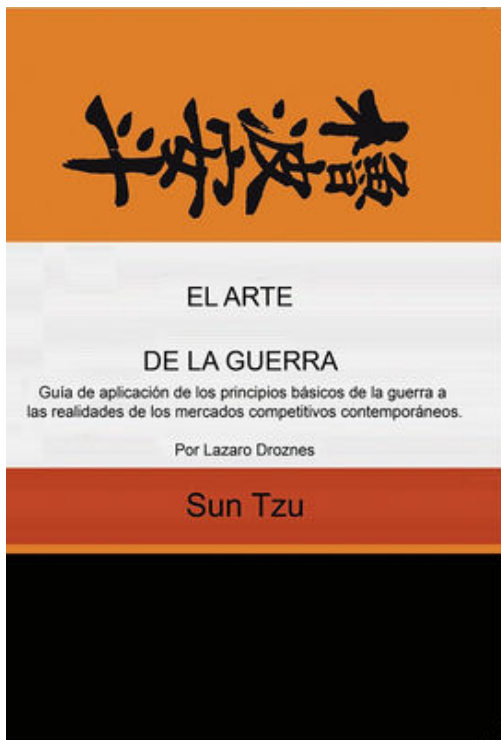 EL ARTE
DE LA GUERRA
Guía de aplicación de los principios básicos de la guerra a
las realidades de los mercados competitivos contemporáneos.
Por Lazaro Droznes
Sun Tzu